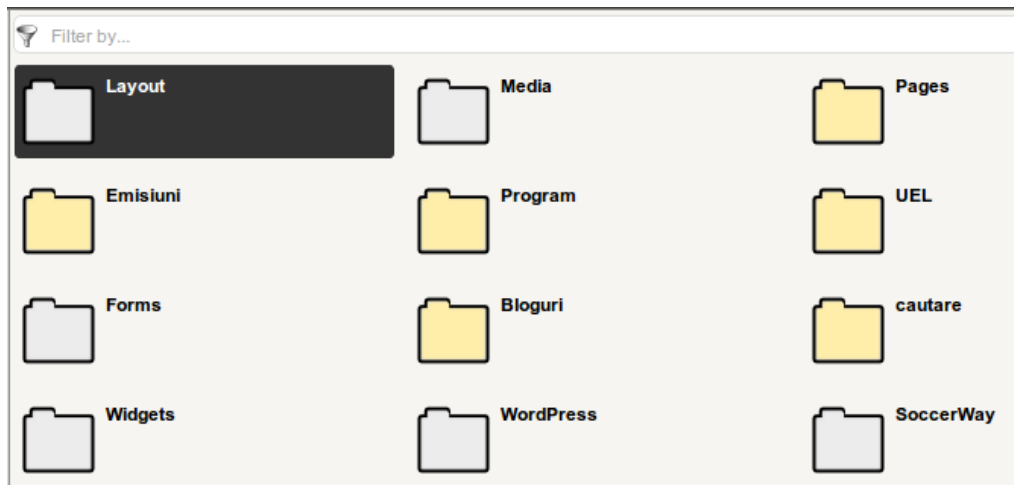 Filter by...
Layout
Media
Pages
Emisiuni
Program
UEL
Forms
Bloguri
cautare
Widgets
WordPress
SoccerWay